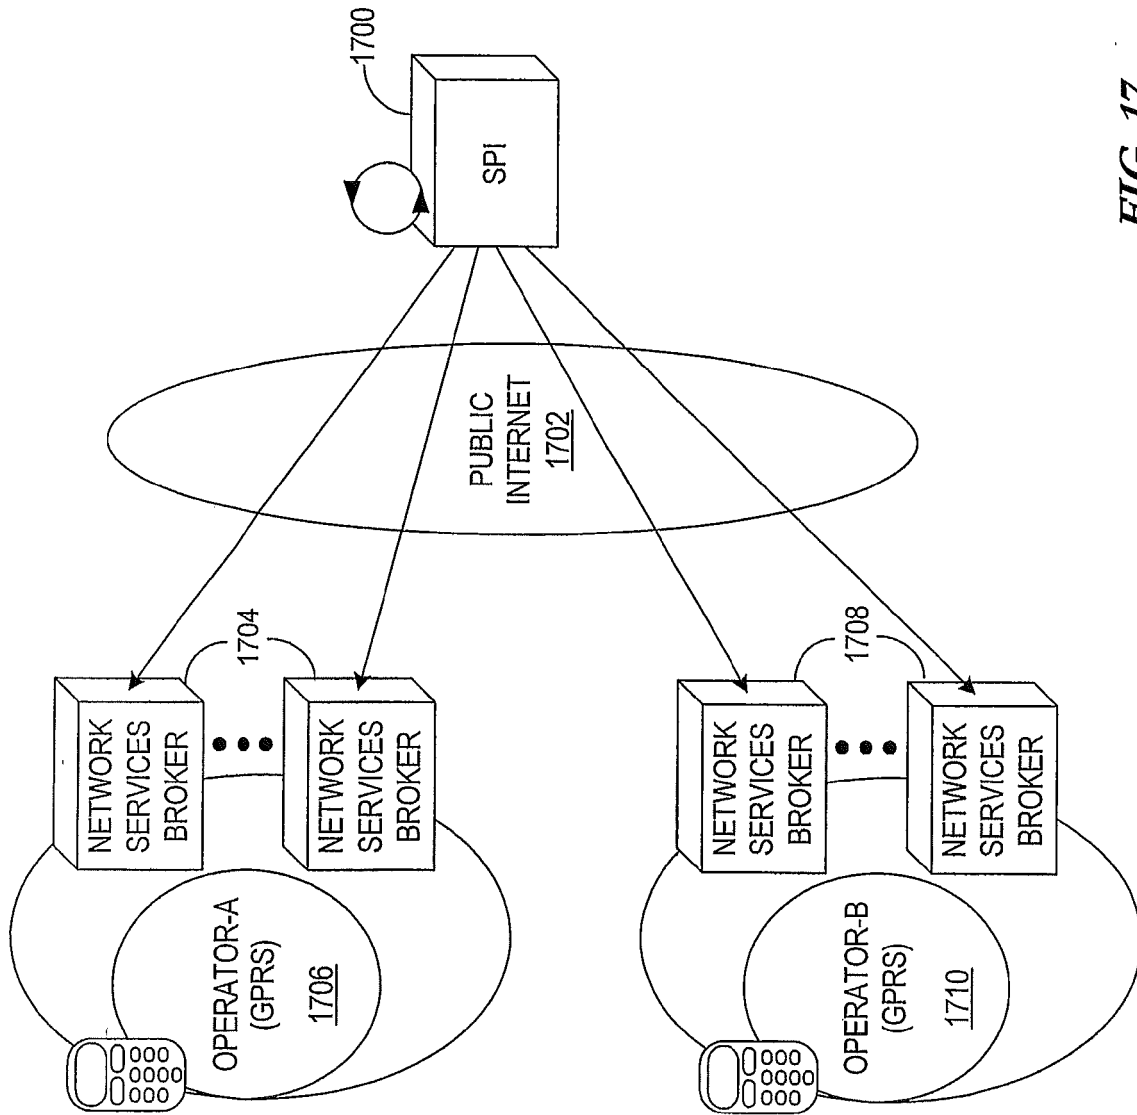 1700
SPI
PUBLIC
INTERNET
1702
1704
NETWORK
SERVICES
BROKER
NETWORK
SERVICES
BROKER
1708
NETWORK
SERVICES
BROKER
NETWORK
SERVICES
BROKER
OPERATOR-A
(GPRS)
1706
OPERATOR-B
(GPRS)
1710
FIG. 17